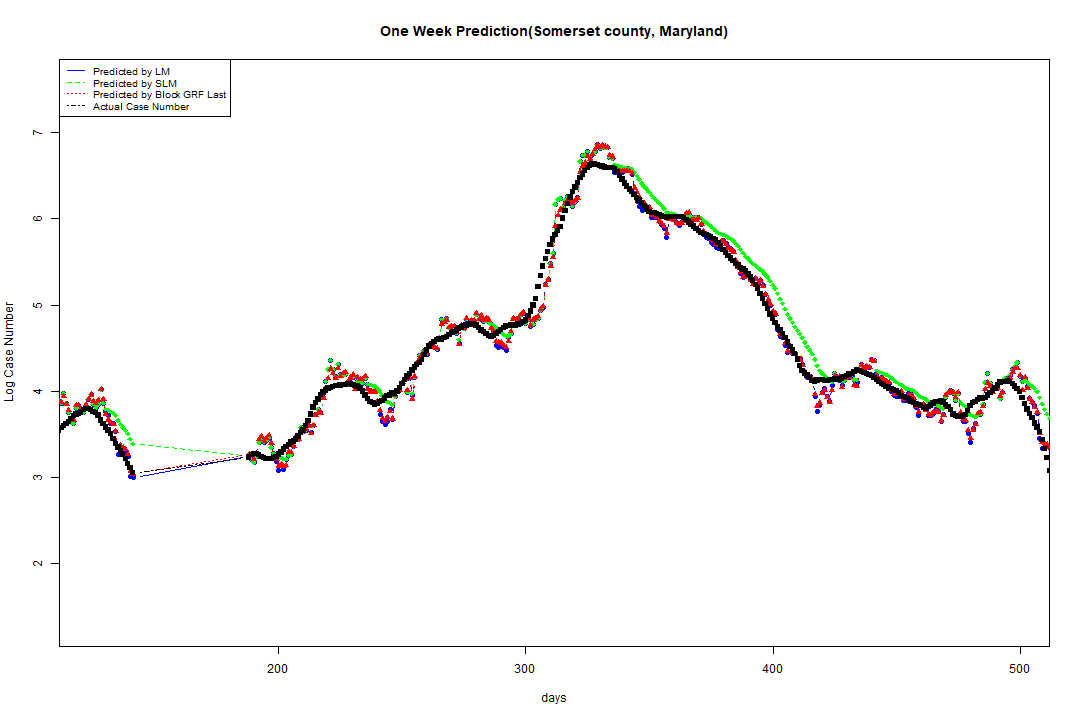 One Week Prediction(Somerset county, Maryland)
Predicted by LM
Predicted by SLM
Predicted by Block GRF Last
Actual Case Number
7
6
5
4
3
2
Log Case Number
200 300 400 500
days